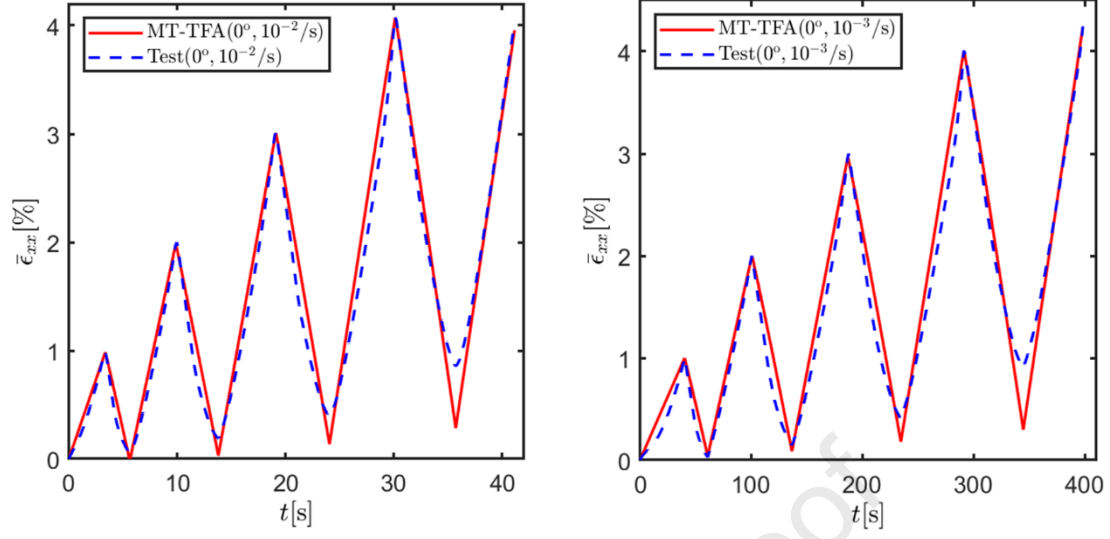 MT-TFA(0°, 10⁻²/s)
Test(0°, 10⁻²/s)
4
3
2
1
0
ε̄ₓₓ[%]
0
10
20
30
40
t[s]
MT-TFA(0°, 10⁻³/s)
Test(0°, 10⁻³/s)
4
3
2
1
0
ε̄ₓₓ[%]
0
100
200
300
400
t[s]
oof